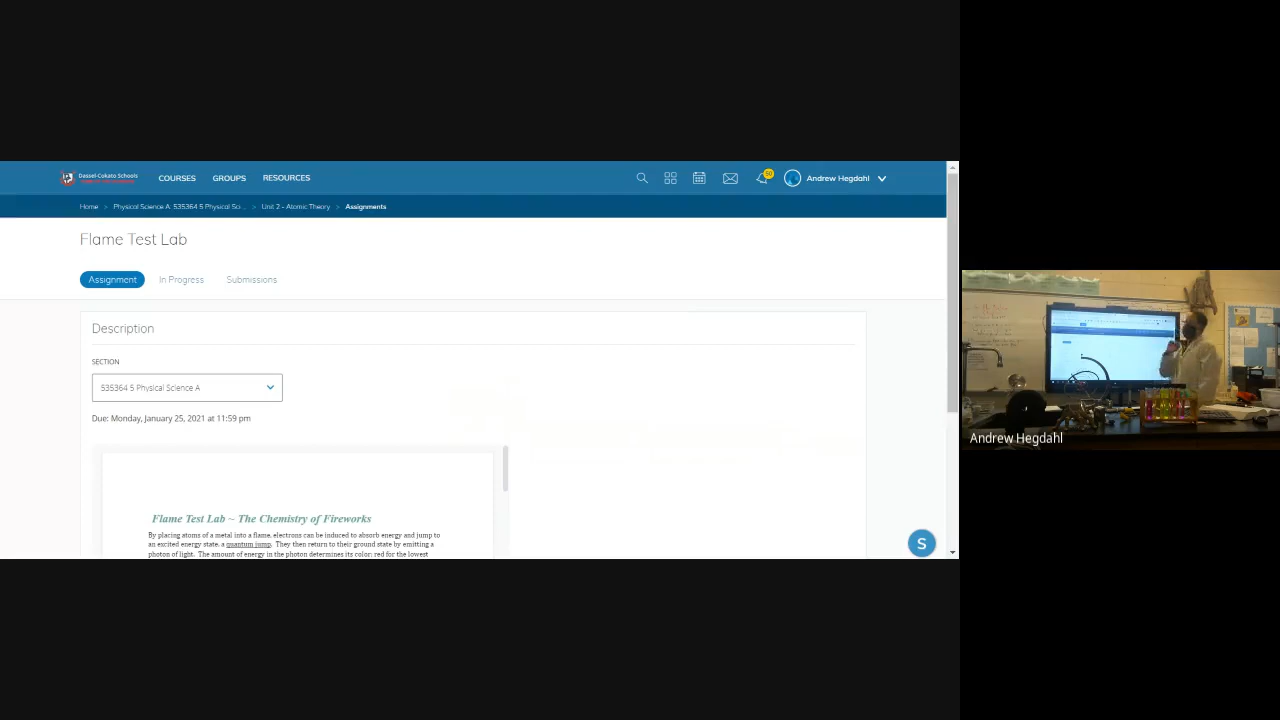 Dassel-Cokato Schools
COURSES GROUPS RESOURCES
Andrew Hegdahl
Home > Physical Science A: 535364 5 Physical Sci ... > Unit 2 - Atomic Theory > Assignments
Flame Test Lab
Assignment In Progress Submissions
Description
SECTION
535364 5 Physical Science A
Due: Monday, January 25, 2021 at 11:59 pm
Flame Test Lab ~ The Chemistry of Fireworks
By placing atoms of a metal into a flame, electrons can be induced to absorb energy and jump to
an excited energy state, a quantum jump. They then return to their ground state by emitting a
photon of light. The amount of energy in the photon determines its color; red for the lowest
S
Andrew Hegdahl